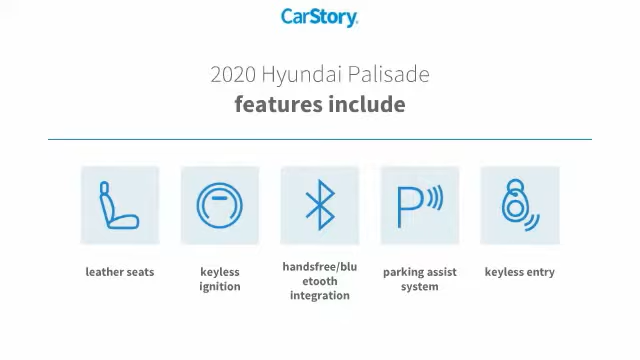 CarStory
2020 Hyundai Palisade
features include
leather seats
keyless
ignition
handsfree/blu
etooth
integration
parking assist
system
keyless entry